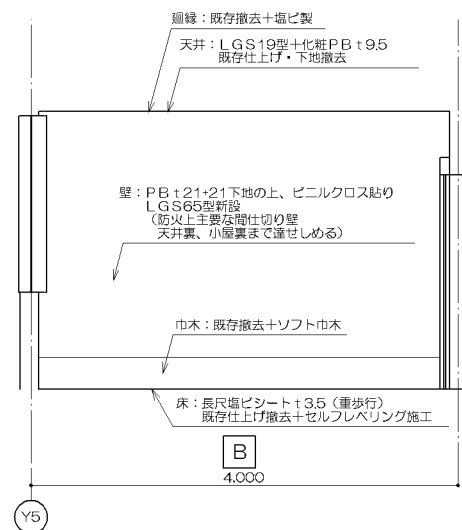 廻縁：既存撤去＋塩ビ製
天井：ＬＧＳ19型＋化粧ＰＢｔ9.5
既存仕上げ・下地撤去
壁：ＰＢｔ21+21下地の上、ビニルクロス貼り
ＬＧＳ65型新設
（防火上主要な間仕切り壁
天井裏、小屋裏まで達せしめる）
巾木：既存撤去＋ソフト巾木
床：長尺塩ビシートｔ3.5（重歩行）
既存仕上げ撤去＋セルフレベリング施工
B
4,000
Y5